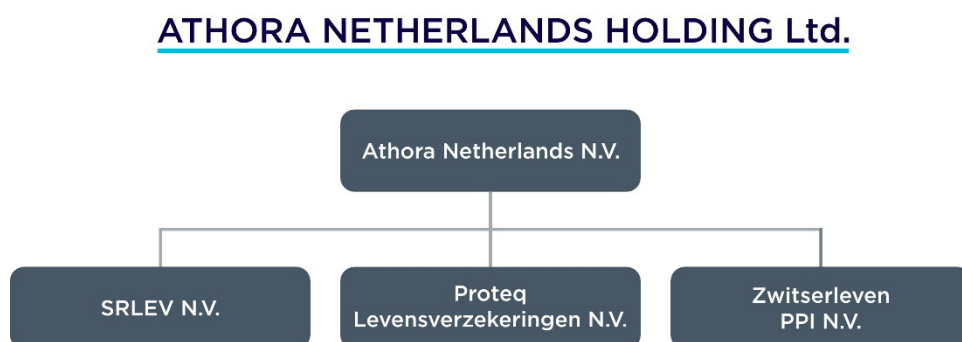 ATHORA NETHERLANDS HOLDING Ltd.
Athora Netherlands N.V.
SRLEV N.V.
Proteq
Levensverzekeringen N.V.
Zwitserleven
PPI N.V.